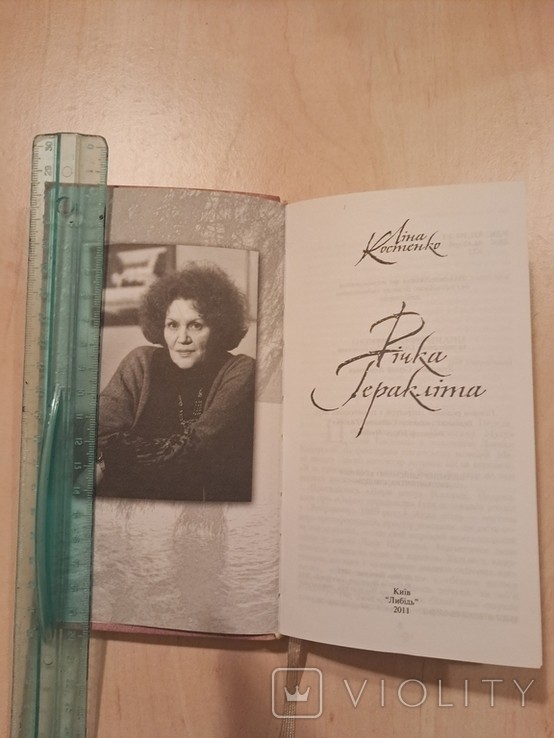 Ліна
Костенко
Річка
Геракліта
Київ
"Либідь"
2011
VIOLITY